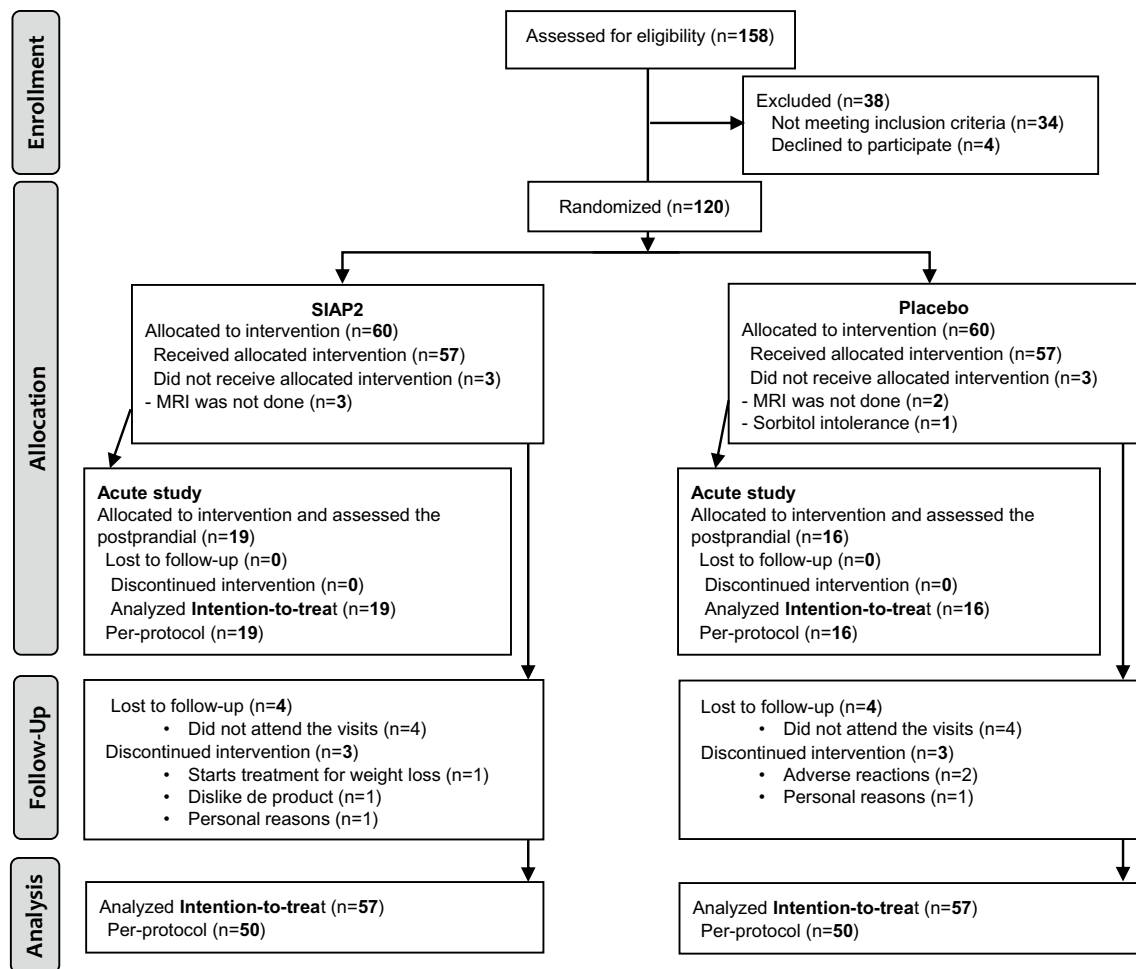 Enrollment
Assessed for eligibility (n=158)
Excluded (n=38)
Not meeting inclusion criteria (n=34)
Declined to participate (n=4)
Allocation
Randomized (n=120)
SIAP2
Allocated to intervention (n=60)
Received allocated intervention (n=57)
Did not receive allocated intervention (n=3)
- MRI was not done (n=3)
Placebo
Allocated to intervention (n=60)
Received allocated intervention (n=57)
Did not receive allocated intervention (n=3)
- MRI was not done (n=2)
- Sorbitol intolerance (n=1)
Acute study
Allocated to intervention and assessed the
postprandial (n=19)
Lost to follow-up (n=0)
Discontinued intervention (n=0)
Analyzed Intention-to-treat (n=19)
Per-protocol (n=19)
Acute study
Allocated to intervention and assessed the
postprandial (n=16)
Lost to follow-up (n=0)
Discontinued intervention (n=0)
Analyzed Intention-to-treat (n=16)
Per-protocol (n=16)
Follow-Up
Lost to follow-up (n=4)
• Did not attend the visits (n=4)
Discontinued intervention (n=3)
• Starts treatment for weight loss (n=1)
• Dislike de product (n=1)
• Personal reasons (n=1)
Lost to follow-up (n=4)
• Did not attend the visits (n=4)
Discontinued intervention (n=3)
• Adverse reactions (n=2)
• Personal reasons (n=1)
Analysis
Analyzed Intention-to-treat (n=57)
Per-protocol (n=50)
Analyzed Intention-to-treat (n=57)
Per-protocol (n=50)